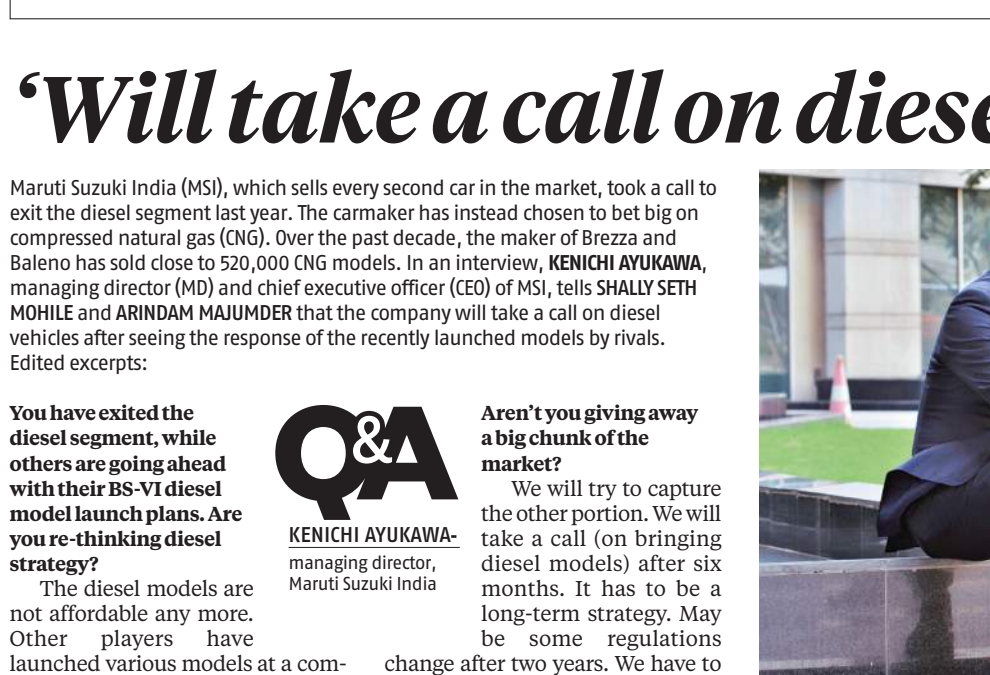 ‘Will take a call on
Maruti Suzuki India (MSI), which sells every second car in the market, took a call to
exit the diesel segment last year. The carmaker has instead chosen to bet big on
compressed natural gas (CNG). Over the past decade, the maker of Brezza and
Baleno has sold close to 520,000 CNG models. In an interview, KENICHI AYUKAWA,
managing director (MD) and chief executive officer (CEO) of MSI, tells SHALLY SETH
MOHILE and ARINDAM MAJUMDER that the company will take a call on diesel
vehicles after seeing the response of the recently launched models by rivals.
Edited excerpts:
You have exited the
diesel segment, while
others are going ahead
with their BS-VI diesel
model launch plans. Are
you re-thinking diesel
strategy?
The diesel models are
not affordable any more.
Other players have
launched various models at a com-
Q&A
KENICHI AYUKAWA-
managing director,
Maruti Suzuki India
Aren’t you giving away
a big chunk of the
market?
We will try to capture
the other portion. We will
take a call (on bringing
diesel models) after six
months. It has to be a
long-term strategy. May
be some regulations
change after two years. We have to